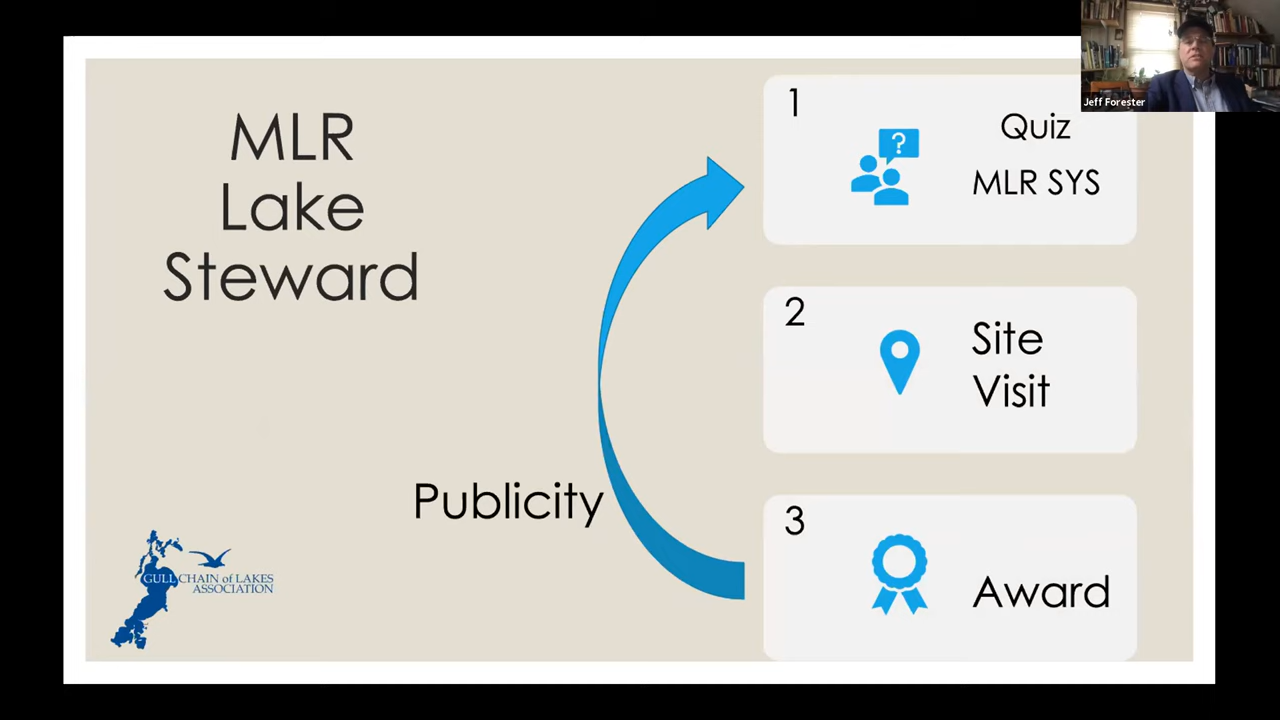 MLR
Lake
Steward
Publicity
GULL CHAIN of LAKES
ASSOCIATION
1
?
Quiz
MLR SYS
2
Site
Visit
3
Award
Jeff Forester